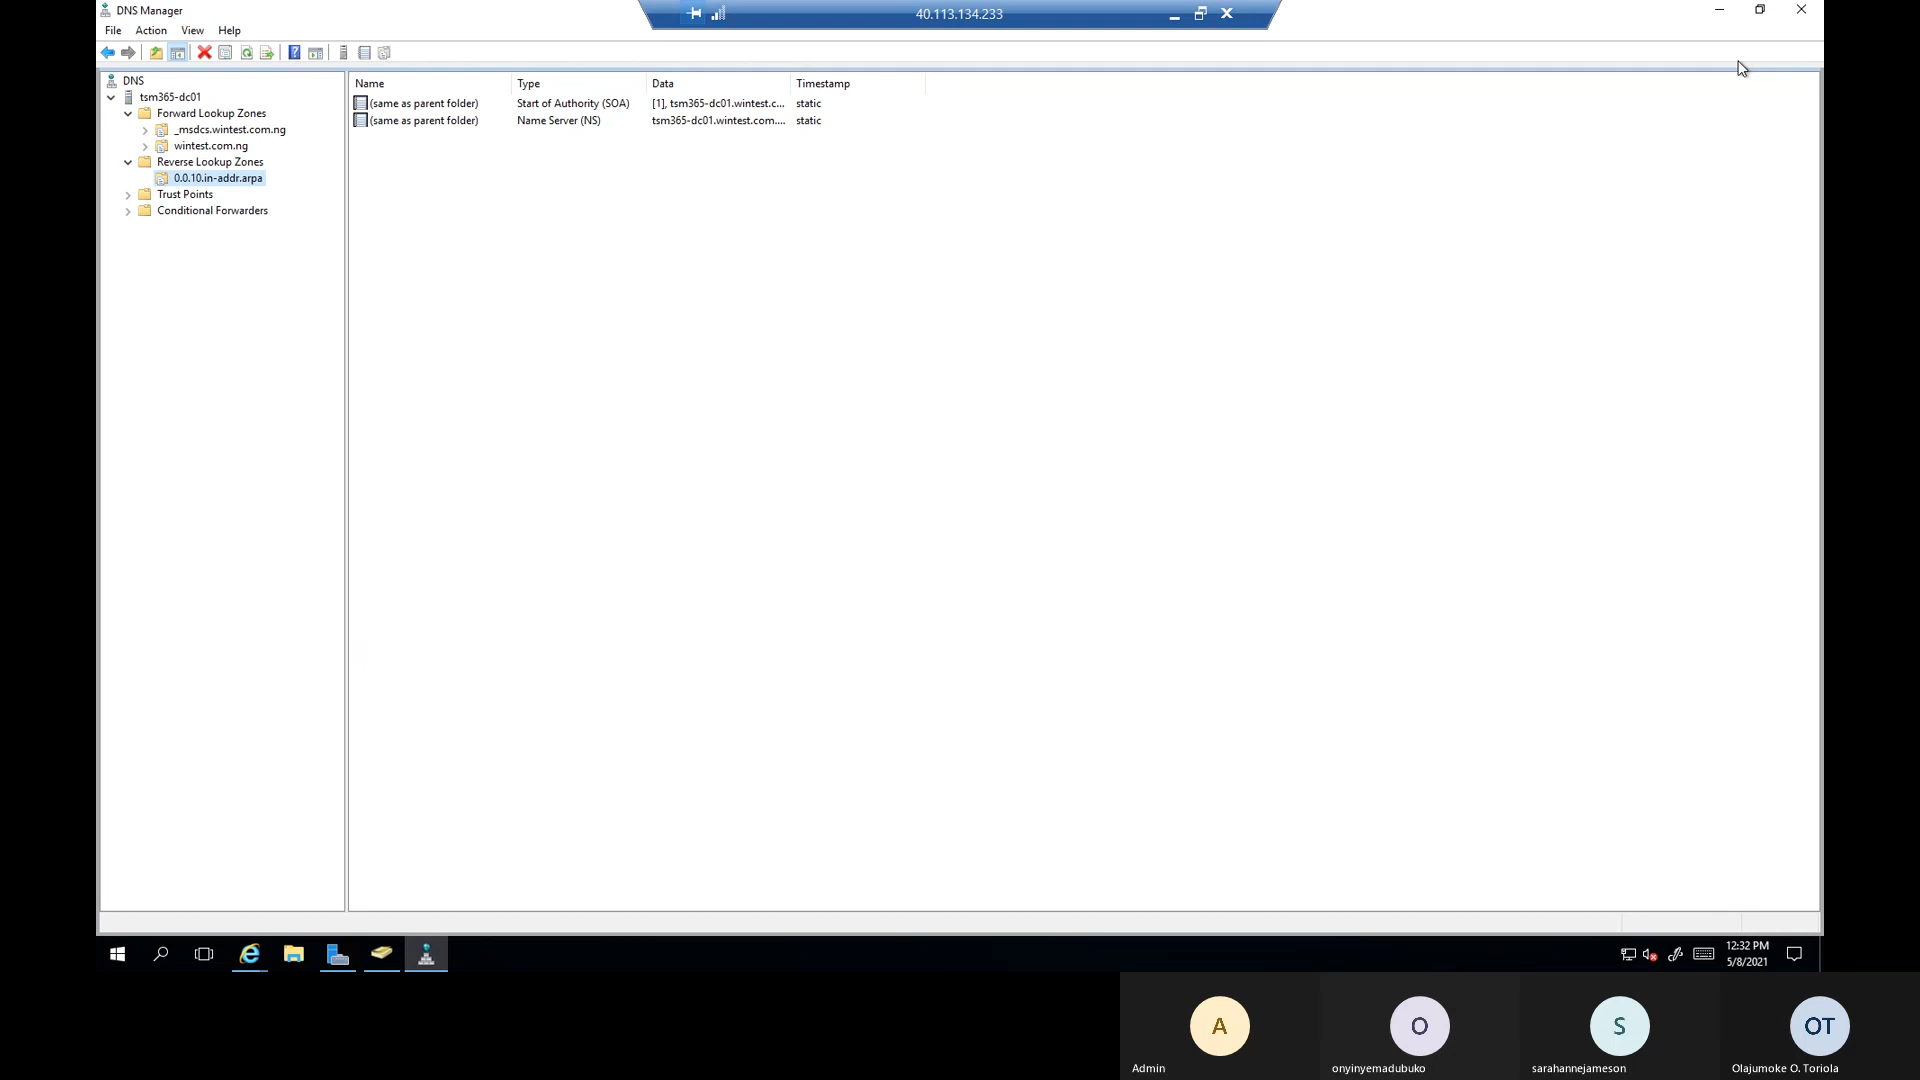 DNS Manager
40.113.134.233
File Action View Help
DNS
tsm365-dc01
Forward Lookup Zones
_msdcs.wintest.com.ng
wintest.com.ng
Reverse Lookup Zones
0.0.10.in-addr.arpa
Trust Points
Conditional Forwarders
Name Type Data Timestamp
(same as parent folder) Start of Authority (SOA) [1], tsm365-dc01.wintest.c... static
(same as parent folder) Name Server (NS) tsm365-dc01.wintest.com.... static
12:32 PM
5/8/2021
A O S OT
Admin onyinyemadubuko sarahannejameson Olajumoke O. Toriola